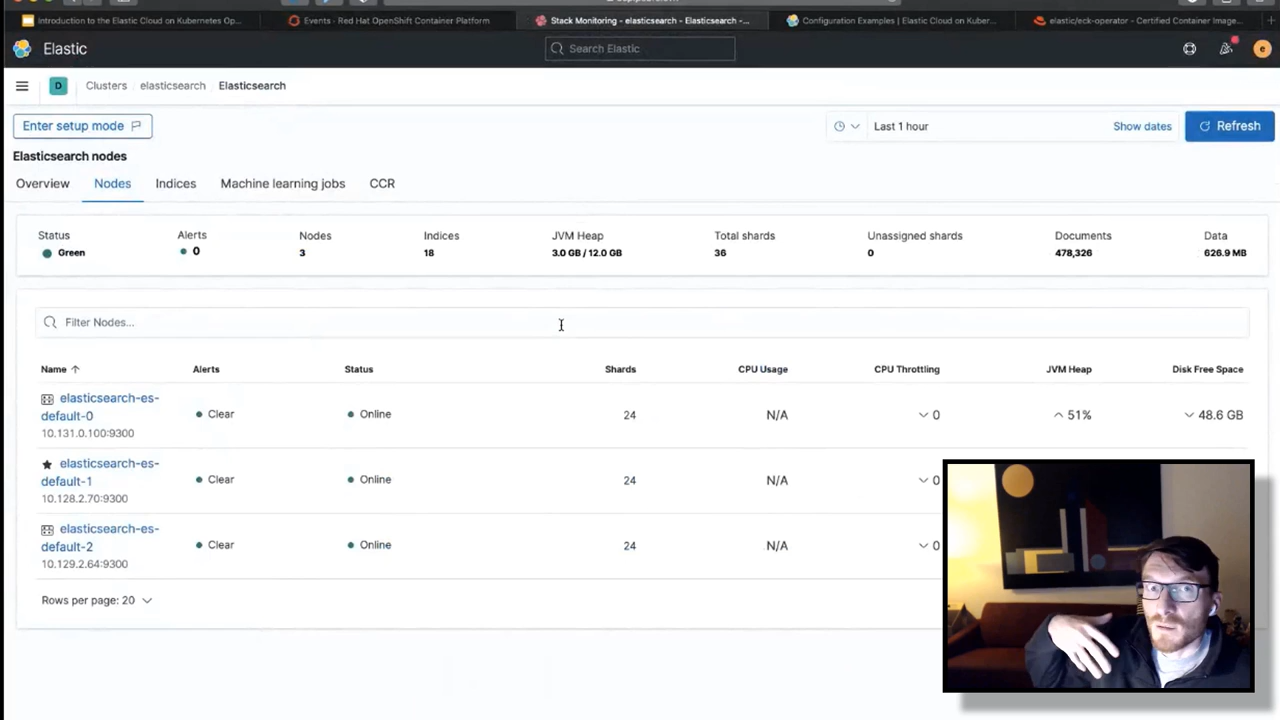 Introduction to the Elastic Cloud on Kubernetes Op...
Events · Red Hat OpenShift Container Platform
Stack Monitoring - elasticsearch - Elasticsearch -...
Configuration Examples | Elastic Cloud on Kuber...
elastic/eck-operator - Certified Container Image...
Elastic
Search Elastic
e
D
Clusters
elasticsearch
Elasticsearch
Enter setup mode
Last 1 hour
Show dates
Refresh
Elasticsearch nodes
Overview
Nodes
Indices
Machine learning jobs
CCR
Status
Alerts
Nodes
Indices
JVM Heap
Total shards
Unassigned shards
Documents
Data
Green
0
3
18
3.0 GB / 12.0 GB
36
0
478,326
626.9 MB
Filter Nodes...
Name
Alerts
Status
Shards
CPU Usage
CPU Throttling
JVM Heap
Disk Free Space
elasticsearch-es-
default-0
10.131.0.100:9300
Clear
Online
24
N/A
0
51%
48.6 GB
elasticsearch-es-
default-1
10.128.2.70:9300
Clear
Online
24
N/A
0
elasticsearch-es-
default-2
10.129.2.64:9300
Clear
Online
24
N/A
0
Rows per page: 20